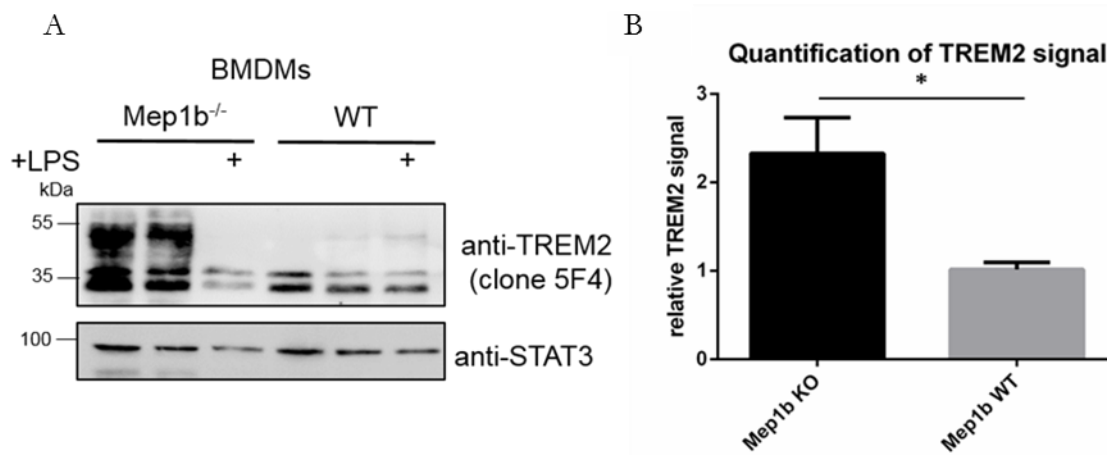 A
BMDMs
Mep1b-/-
WT
+LPS
+
+
kDa
55
35
anti-TREM2
(clone 5F4)
100
anti-STAT3
B
Quantification of TREM2 signal
*
relative TREM2 signal
3
2
1
0
Mep1b KO
Mep1b WT